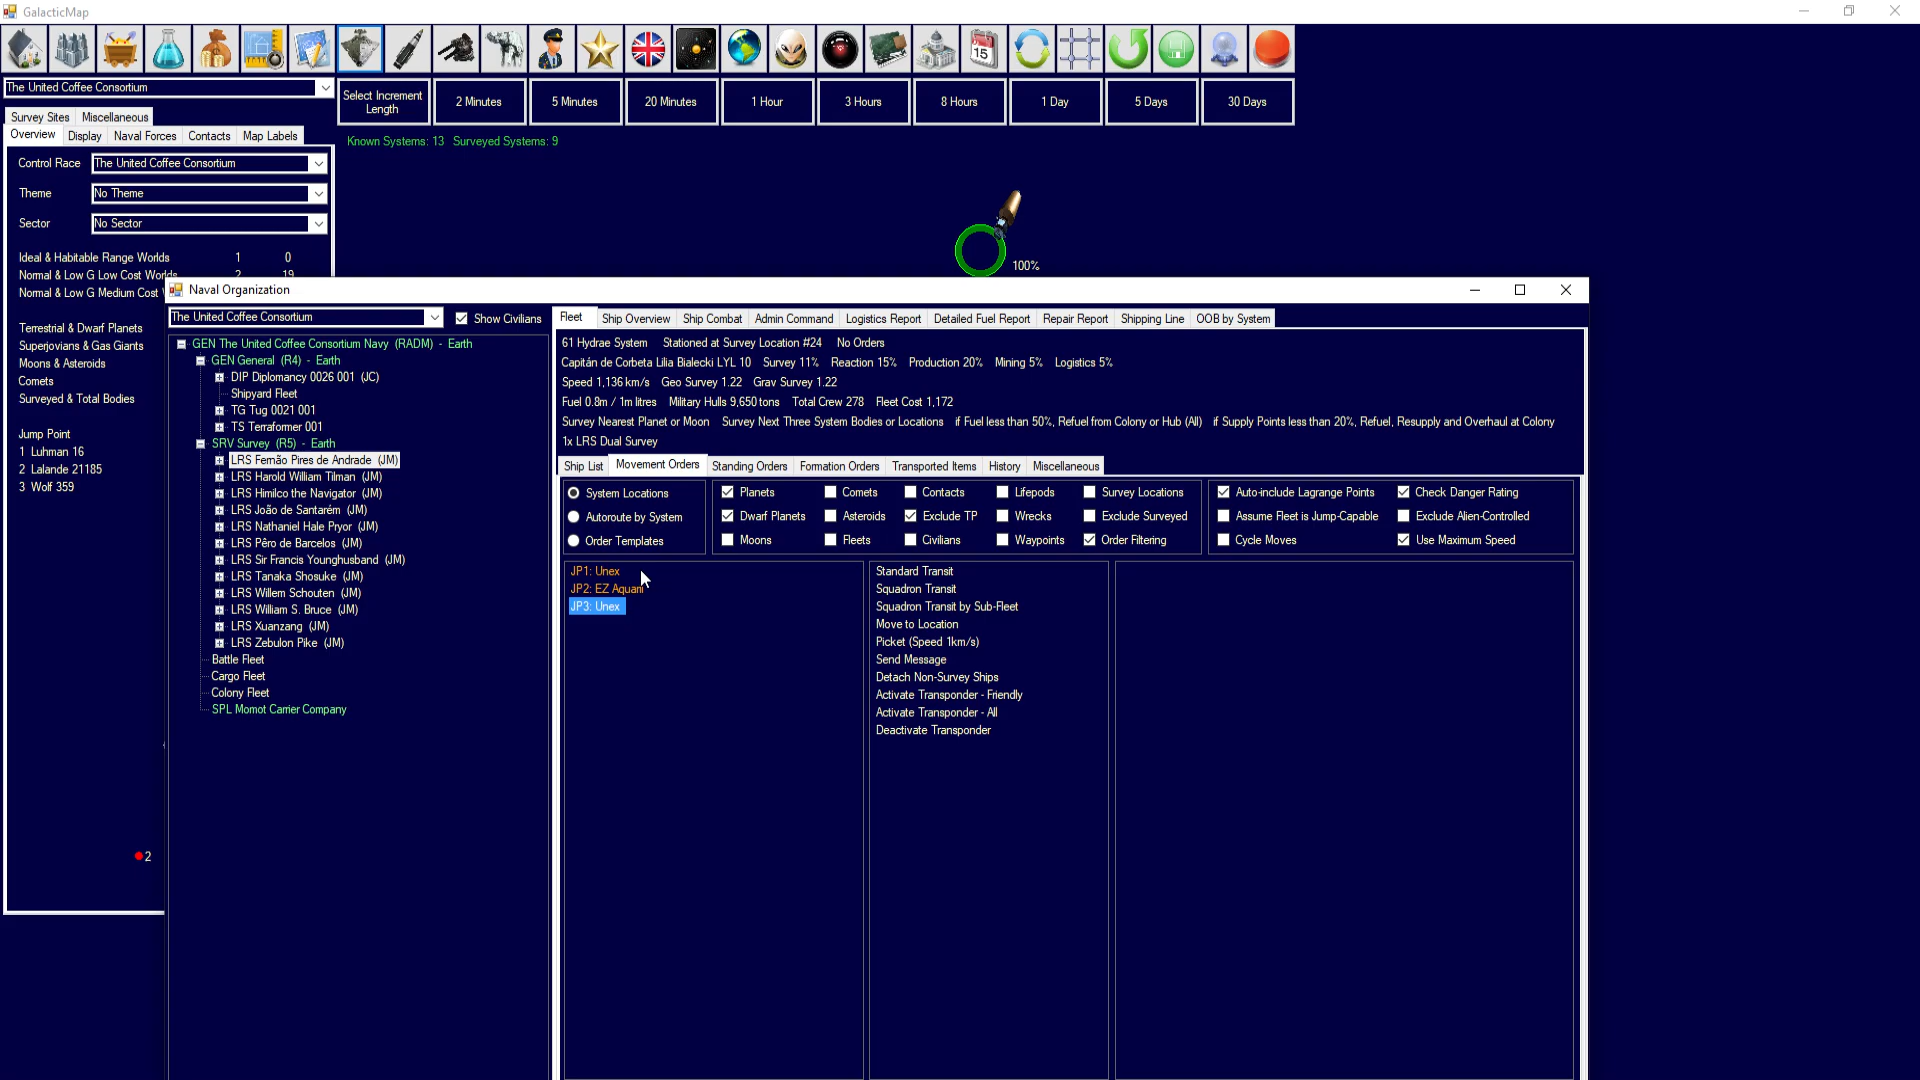 GalacticMap
15
The United Coffee Consortium
Select Increment Length
2 Minutes
5 Minutes
20 Minutes
1 Hour
3 Hours
8 Hours
1 Day
5 Days
30 Days
Survey Sites Miscellaneous
Overview Display Naval Forces Contacts Map Labels
Known Systems: 13 Surveyed Systems: 9
Control Race The United Coffee Consortium
Theme No Theme
Sector No Sector
Ideal & Habitable Range Worlds 1 0
Normal & Low G Low Cost Worlds 2 19
Normal & Low G Medium Cost
Terrestrial & Dwarf Planets
Superjovians & Gas Giants
Moons & Asteroids
Comets
Surveyed & Total Bodies
Jump Point
1 Luhman 16
2 Lalande 21185
3 Wolf 359
2
100%
Naval Organization
The United Coffee Consortium
Show Civilians
GEN The United Coffee Consortium Navy (RADM) - Earth
GEN General (R4) - Earth
DIP Diplomancy 0026 001 (JC)
Shipyard Fleet
TG Tug 0021 001
TS Terraformer 001
SRV Survey (R5) - Earth
LRS Fernão Pires de Andrade (JM)
LRS Harold William Tilman (JM)
LRS Himilco the Navigator (JM)
LRS João de Santarém (JM)
LRS Nathaniel Hale Pryor (JM)
LRS Pêro de Barcelos (JM)
LRS Sir Francis Younghusband (JM)
LRS Tanaka Shosuke (JM)
LRS Willem Schouten (JM)
LRS William S. Bruce (JM)
LRS Xuanzang (JM)
LRS Zebulon Pike (JM)
Battle Fleet
Cargo Fleet
Colony Fleet
SPL Momot Carrier Company
Fleet Ship Overview Ship Combat Admin Command Logistics Report Detailed Fuel Report Repair Report Shipping Line OOB by System
61 Hydrae System Stationed at Survey Location #24 No Orders
Capitán de Corbeta Lilia Bialecki LYL 10 Survey 11% Reaction 15% Production 20% Mining 5% Logistics 5%
Speed 1,136 km/s Geo Survey 1.22 Grav Survey 1.22
Fuel 0.8m / 1m litres Military Hulls 9,650 tons Total Crew 278 Fleet Cost 1,172
Survey Nearest Planet or Moon Survey Next Three System Bodies or Locations if Fuel less than 50%, Refuel from Colony or Hub (All) if Supply Points less than 20%, Refuel, Resupply and Overhaul at Colony
1x LRS Dual Survey
Ship List Movement Orders Standing Orders Formation Orders Transported Items History Miscellaneous
System Locations
Autoroute by System
Order Templates
Planets Comets Contacts Lifepods Survey Locations
Dwarf Planets Asteroids Exclude TP Wrecks Exclude Surveyed
Moons Fleets Civilians Waypoints Order Filtering
Auto-include Lagrange Points Check Danger Rating
Assume Fleet is Jump-Capable Exclude Alien-Controlled
Cycle Moves Use Maximum Speed
JP1: Unex
JP2: EZ Aquari
JP3: Unex
Standard Transit
Squadron Transit
Squadron Transit by Sub-Fleet
Move to Location
Picket (Speed 1km/s)
Send Message
Detach Non-Survey Ships
Activate Transponder - Friendly
Activate Transponder - All
Deactivate Transponder